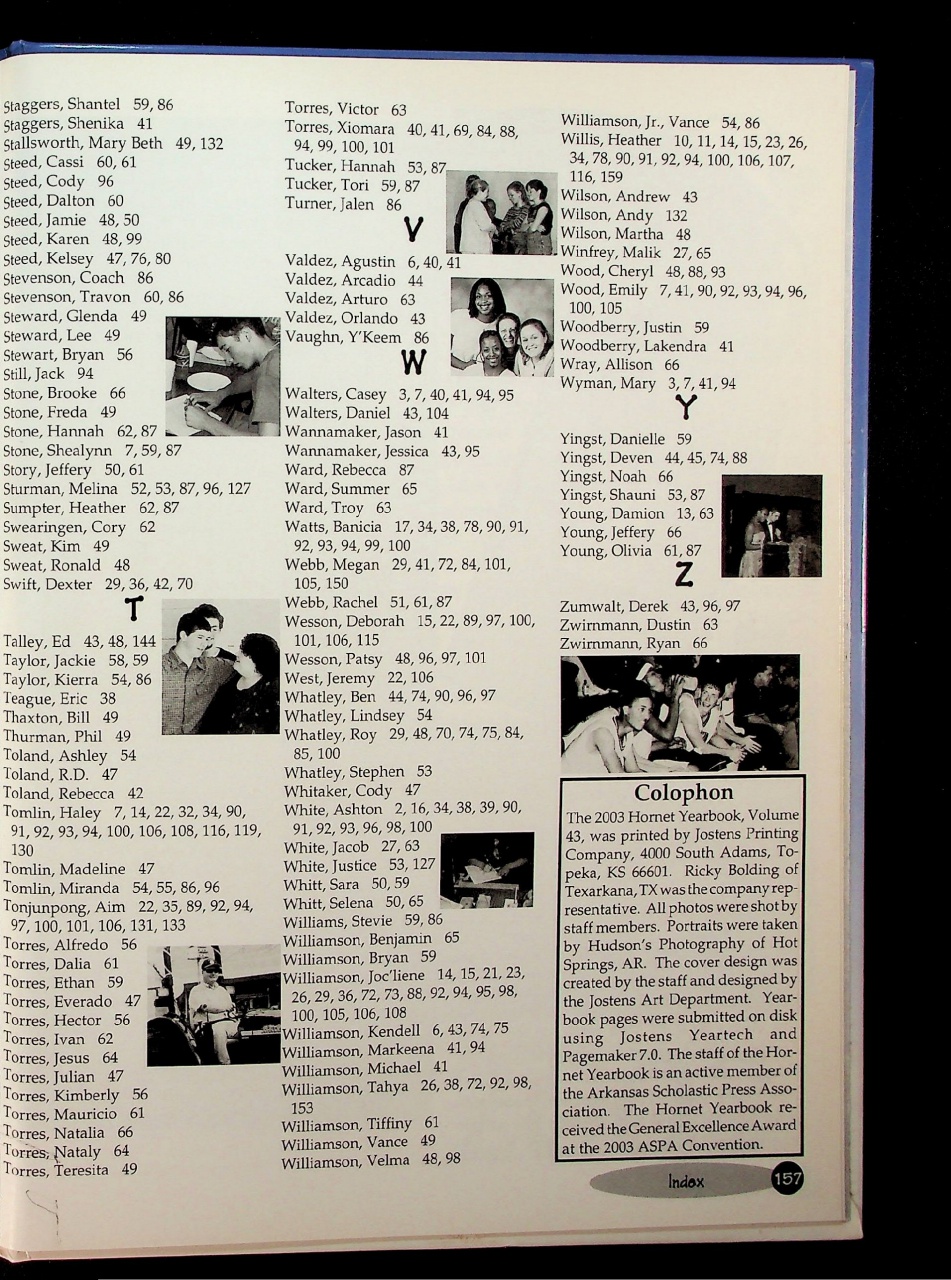 Staggers, Shantel 59, 86
Staggers, Shenika 41
Stallsworth, Mary Beth 49, 132
Steed, Cassi 60, 61
Steed, Cody 96
Steed, Dalton 60
Steed, Jamie 48, 50
Steed, Karen 48, 99
Steed, Kelsey 47, 76, 80
Stevenson, Coach 86
Stevenson, Travon 60, 86
Steward, Glenda 49
Steward, Lee 49
Stewart, Bryan 56
Still, Jack 94
Stone, Brooke 66
Stone, Freda 49
Stone, Hannah 62, 87
Stone, Shealynn 7, 59, 87
Story, Jeffery 50, 61
Sturman, Melina 52, 53, 87, 96, 127
Sumpter, Heather 62, 87
Swearingen, Cory 62
Sweat, Kim 49
Sweat, Ronald 48
Swift, Dexter 29, 36, 42, 70
T
Talley, Ed 43, 48, 144
Taylor, Jackie 58, 59
Taylor, Kierra 54, 86
Teague, Eric 38
Thaxton, Bill 49
Thurman, Phil 49
Toland, Ashley 54
Toland, R.D. 47
Toland, Rebecca 42
Tomlin, Haley 7, 14, 22, 32, 34, 90,
91, 92, 93, 94, 100, 106, 108, 116, 119,
130
Tomlin, Madeline 47
Tomlin, Miranda 54, 55, 86, 96
Tonjunpong, Aim 22, 35, 89, 92, 94,
97, 100, 101, 106, 131, 133
Torres, Alfredo 56
Torres, Dalia 61
Torres, Ethan 59
Torres, Everado 47
Torres, Hector 56
Torres, Ivan 62
Torres, Jesus 64
Torres, Julian 47
Torres, Kimberly 56
Torres, Mauricio 61
Torres, Natalia 66
Torres, Nataly 64
Torres, Teresita 49
Torres, Victor 63
Torres, Xiomara 40, 41, 69, 84, 88,
94, 99, 100, 101
Tucker, Hannah 53, 87
Tucker, Tori 59, 87
Turner, Jalen 86
V
Valdez, Agustin 6, 40, 41
Valdez, Arcadio 44
Valdez, Arturo 63
Valdez, Orlando 43
Vaughn, Y'Keem 86
W
Walters, Casey 3, 7, 40, 41, 94, 95
Walters, Daniel 43, 104
Wannamaker, Jason 41
Wannamaker, Jessica 43, 95
Ward, Rebecca 87
Ward, Summer 65
Ward, Troy 63
Watts, Banicia 17, 34, 38, 78, 90, 91,
92, 93, 94, 99, 100
Webb, Megan 29, 41, 72, 84, 101,
105, 150
Webb, Rachel 51, 61, 87
Wesson, Deborah 15, 22, 89, 97, 100,
101, 106, 115
Wesson, Patsy 48, 96, 97, 101
West, Jeremy 22, 106
Whatley, Ben 44, 74, 90, 96, 97
Whatley, Lindsey 54
Whatley, Roy 29, 48, 70, 74, 75, 84,
85, 100
Whatley, Stephen 53
Whitaker, Cody 47
White, Ashton 2, 16, 34, 38, 39, 90,
91, 92, 93, 96, 98, 100
White, Jacob 27, 63
White, Justice 53, 127
Whitt, Sara 50, 59
Whitt, Selena 50, 65
Williams, Stevie 59, 86
Williamson, Benjamin 65
Williamson, Bryan 59
Williamson, Joc'liene 14, 15, 21, 23,
26, 29, 36, 72, 73, 88, 92, 94, 95, 98,
100, 105, 106, 108
Williamson, Kendell 6, 43, 74, 75
Williamson, Markeena 41, 94
Williamson, Michael 41
Williamson, Tahya 26, 38, 72, 92, 98,
153
Williamson, Tiffiny 61
Williamson, Vance 49
Williamson, Velma 48, 98
Williamson, Jr., Vance 54, 86
Willis, Heather 10, 11, 14, 15, 23, 26,
34, 78, 90, 91, 92, 94, 100, 106, 107,
116, 159
Wilson, Andrew 43
Wilson, Andy 132
Wilson, Martha 48
Winfrey, Malik 27, 65
Wood, Cheryl 48, 88, 93
Wood, Emily 7, 41, 90, 92, 93, 94, 96,
100, 105
Woodberry, Justin 59
Woodberry, Lakendra 41
Wray, Allison 66
Wyman, Mary 3, 7, 41, 94
Y
Yingst, Danielle 59
Yingst, Deven 44, 45, 74, 88
Yingst, Noah 66
Yingst, Shauni 53, 87
Young, Damion 13, 63
Young, Jeffery 66
Young, Olivia 61, 87
Z
Zumwalt, Derek 43, 96, 97
Zwirnmann, Dustin 63
Zwirnmann, Ryan 66
Colophon
The 2003 Hornet Yearbook, Volume
43, was printed by Jostens Printing
Company, 4000 South Adams, To-
peka, KS 66601. Ricky Bolding of
Texarkana, TX was the company rep-
resentative. All photos were shot by
staff members. Portraits were taken
by Hudson's Photography of Hot
Springs, AR. The cover design was
created by the staff and designed by
the Jostens Art Department. Year-
book pages were submitted on disk
using Jostens Yeartech and
Pagemaker 7.0. The staff of the Hor-
net Yearbook is an active member of
the Arkansas Scholastic Press Asso-
ciation. The Hornet Yearbook re-
ceived the General Excellence Award
at the 2003 ASPA Convention.
Index 157